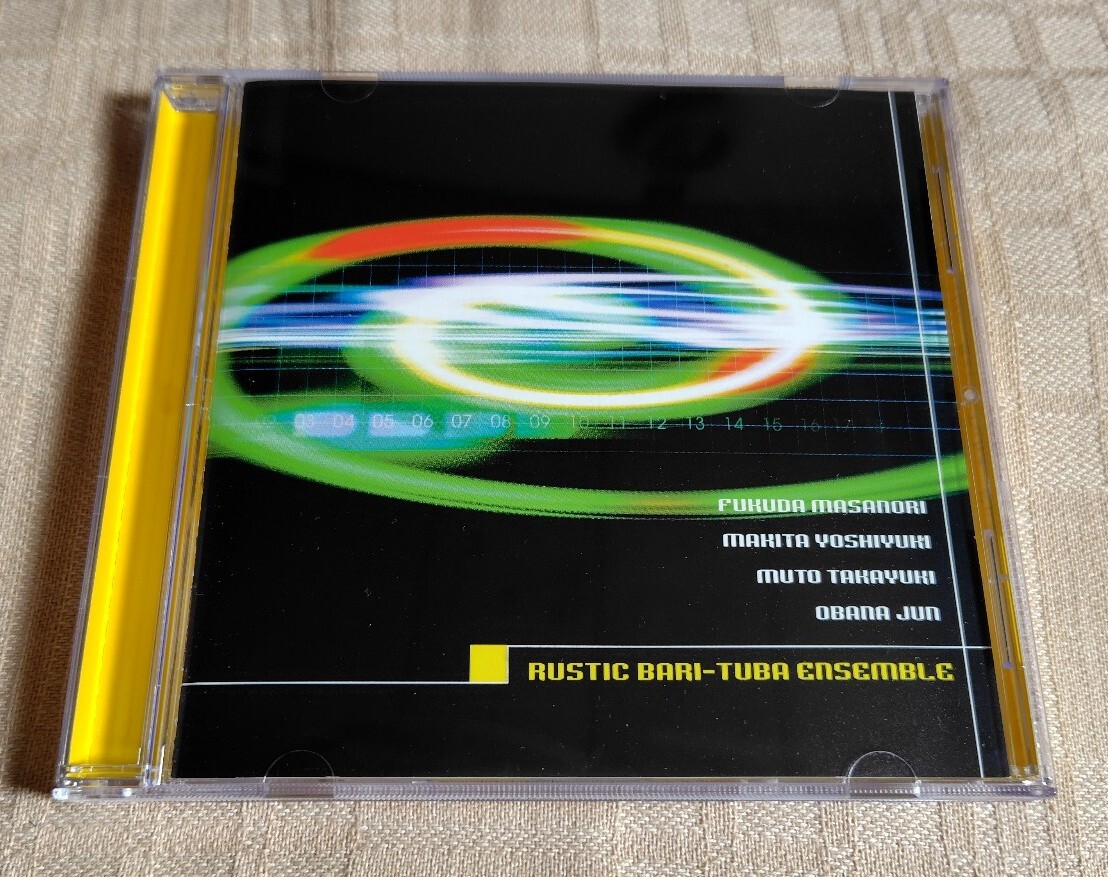 03 04 05 06 07 08 09 10 11 12 13 14 15 16 17
FUKUDA MASANORI
MAKITA YOSHIYUKI
MUTO TAKAYUKI
OBANA JUN
RUSTIC BARI-TUBA ENSEMBLE